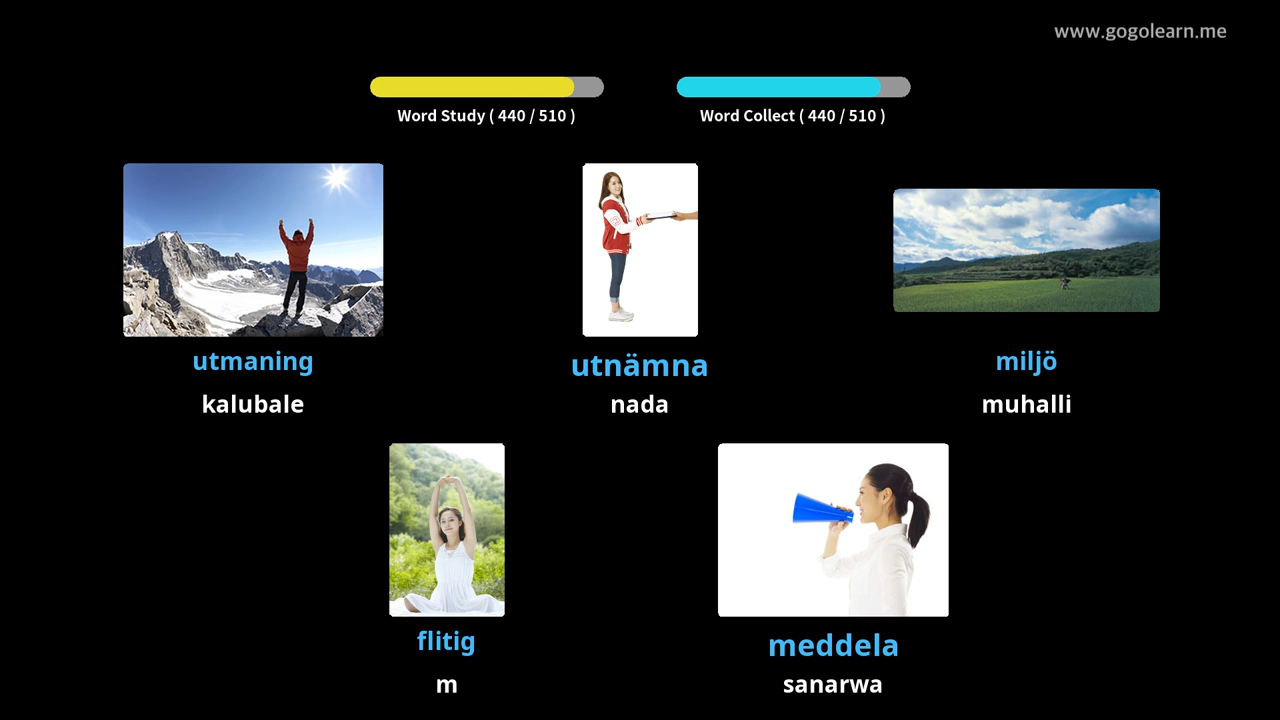 www.gogolearn.me
Word Study ( 440 / 510 )
Word Collect ( 440 / 510 )
utmaning
kalubale
utnämna
nada
miljö
muhalli
flitig
m
meddela
sanarwa